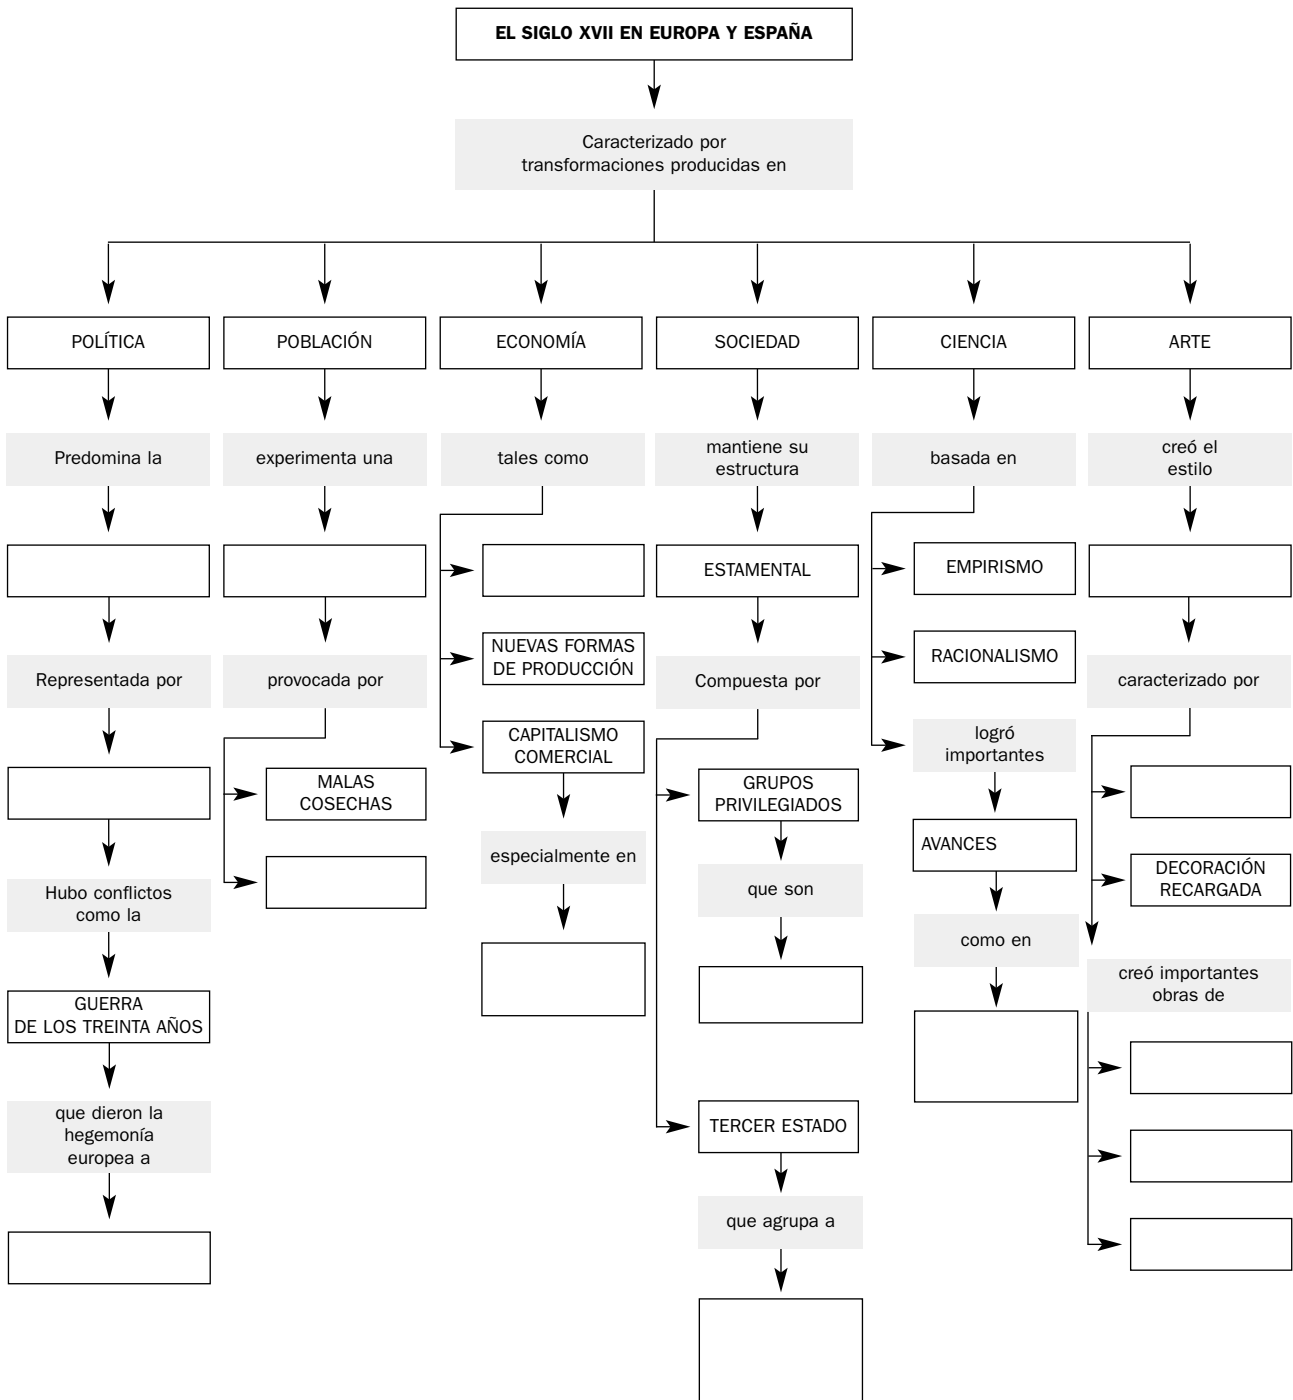 EL SIGLO XVII EN EUROPA Y ESPAÑA
Caracterizado por
transformaciones producidas en
POLÍTICA
POBLACIÓN
ECONOMÍA
SOCIEDAD
CIENCIA
ARTE
Predomina la
experimenta una
tales como
mantiene su
estructura
basada en
creó el
estilo
ESTAMENTAL
EMPIRISMO
Representada por
provocada por
NUEVAS FORMAS
DE PRODUCCIÓN
Compuesta por
RACIONALISMO
caracterizado por
MALAS
COSECHAS
CAPITALISMO
COMERCIAL
GRUPOS
PRIVILEGIADOS
logró
importantes
AVANCES
DECORACIÓN
RECARGADA
Hubo conflictos
como la
especialmente en
que son
como en
creó importantes
obras de
GUERRA
DE LOS TREINTA AÑOS
que dieron la
hegemonía
europea a
TERCER ESTADO
que agrupa a